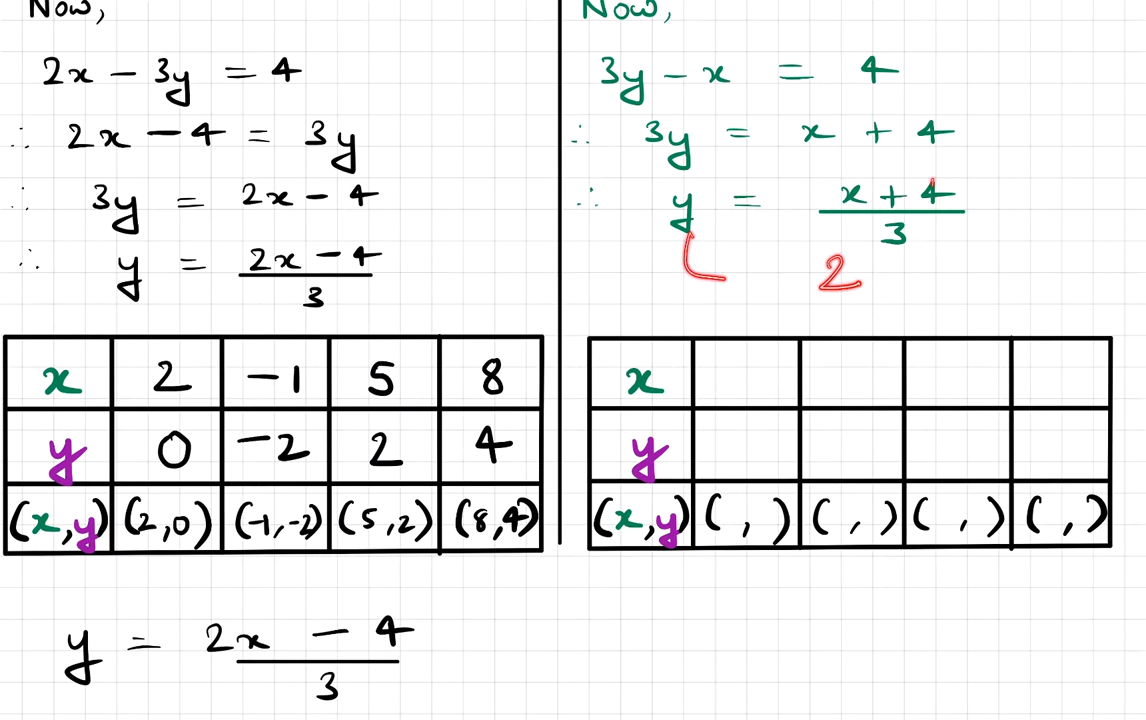 Now,
2x - 3y = 4
∴ 2x - 4 = 3y
∴ 3y = 2x - 4
∴ y = (2x - 4)/3
x 2 -1 5 8
y 0 -2 2 4
(x,y) (2,0) (-1,-2) (5,2) (8,4)
y = (2x - 4)/3
Now,
3y - x = 4
∴ 3y = x + 4
∴ y = (x + 4)/3
2
x
y
(x,y) ( , ) ( , ) ( , ) ( , )